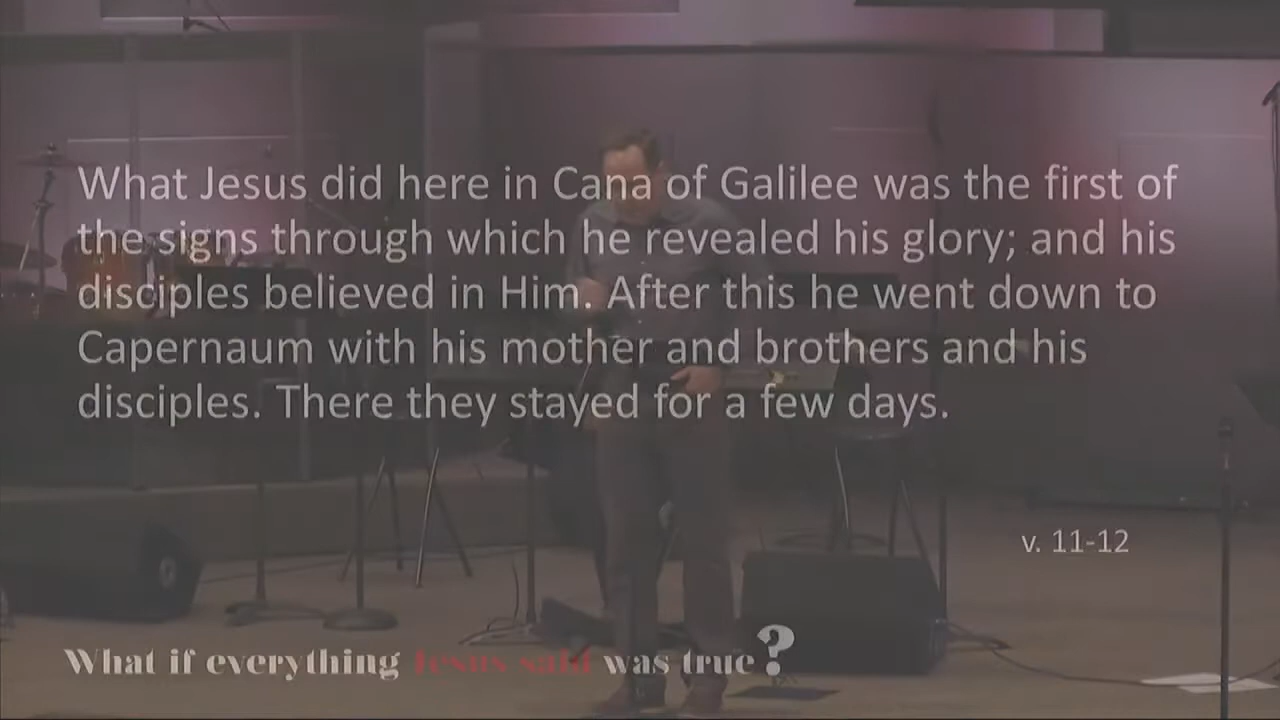 What Jesus did here in Cana of Galilee was the first of
the signs through which he revealed his glory; and his
disciples believed in Him. After this he went down to
Capernaum with his mother and brothers and his
disciples. There they stayed for a few days.
v. 11-12
What if everything Jesus said was true?